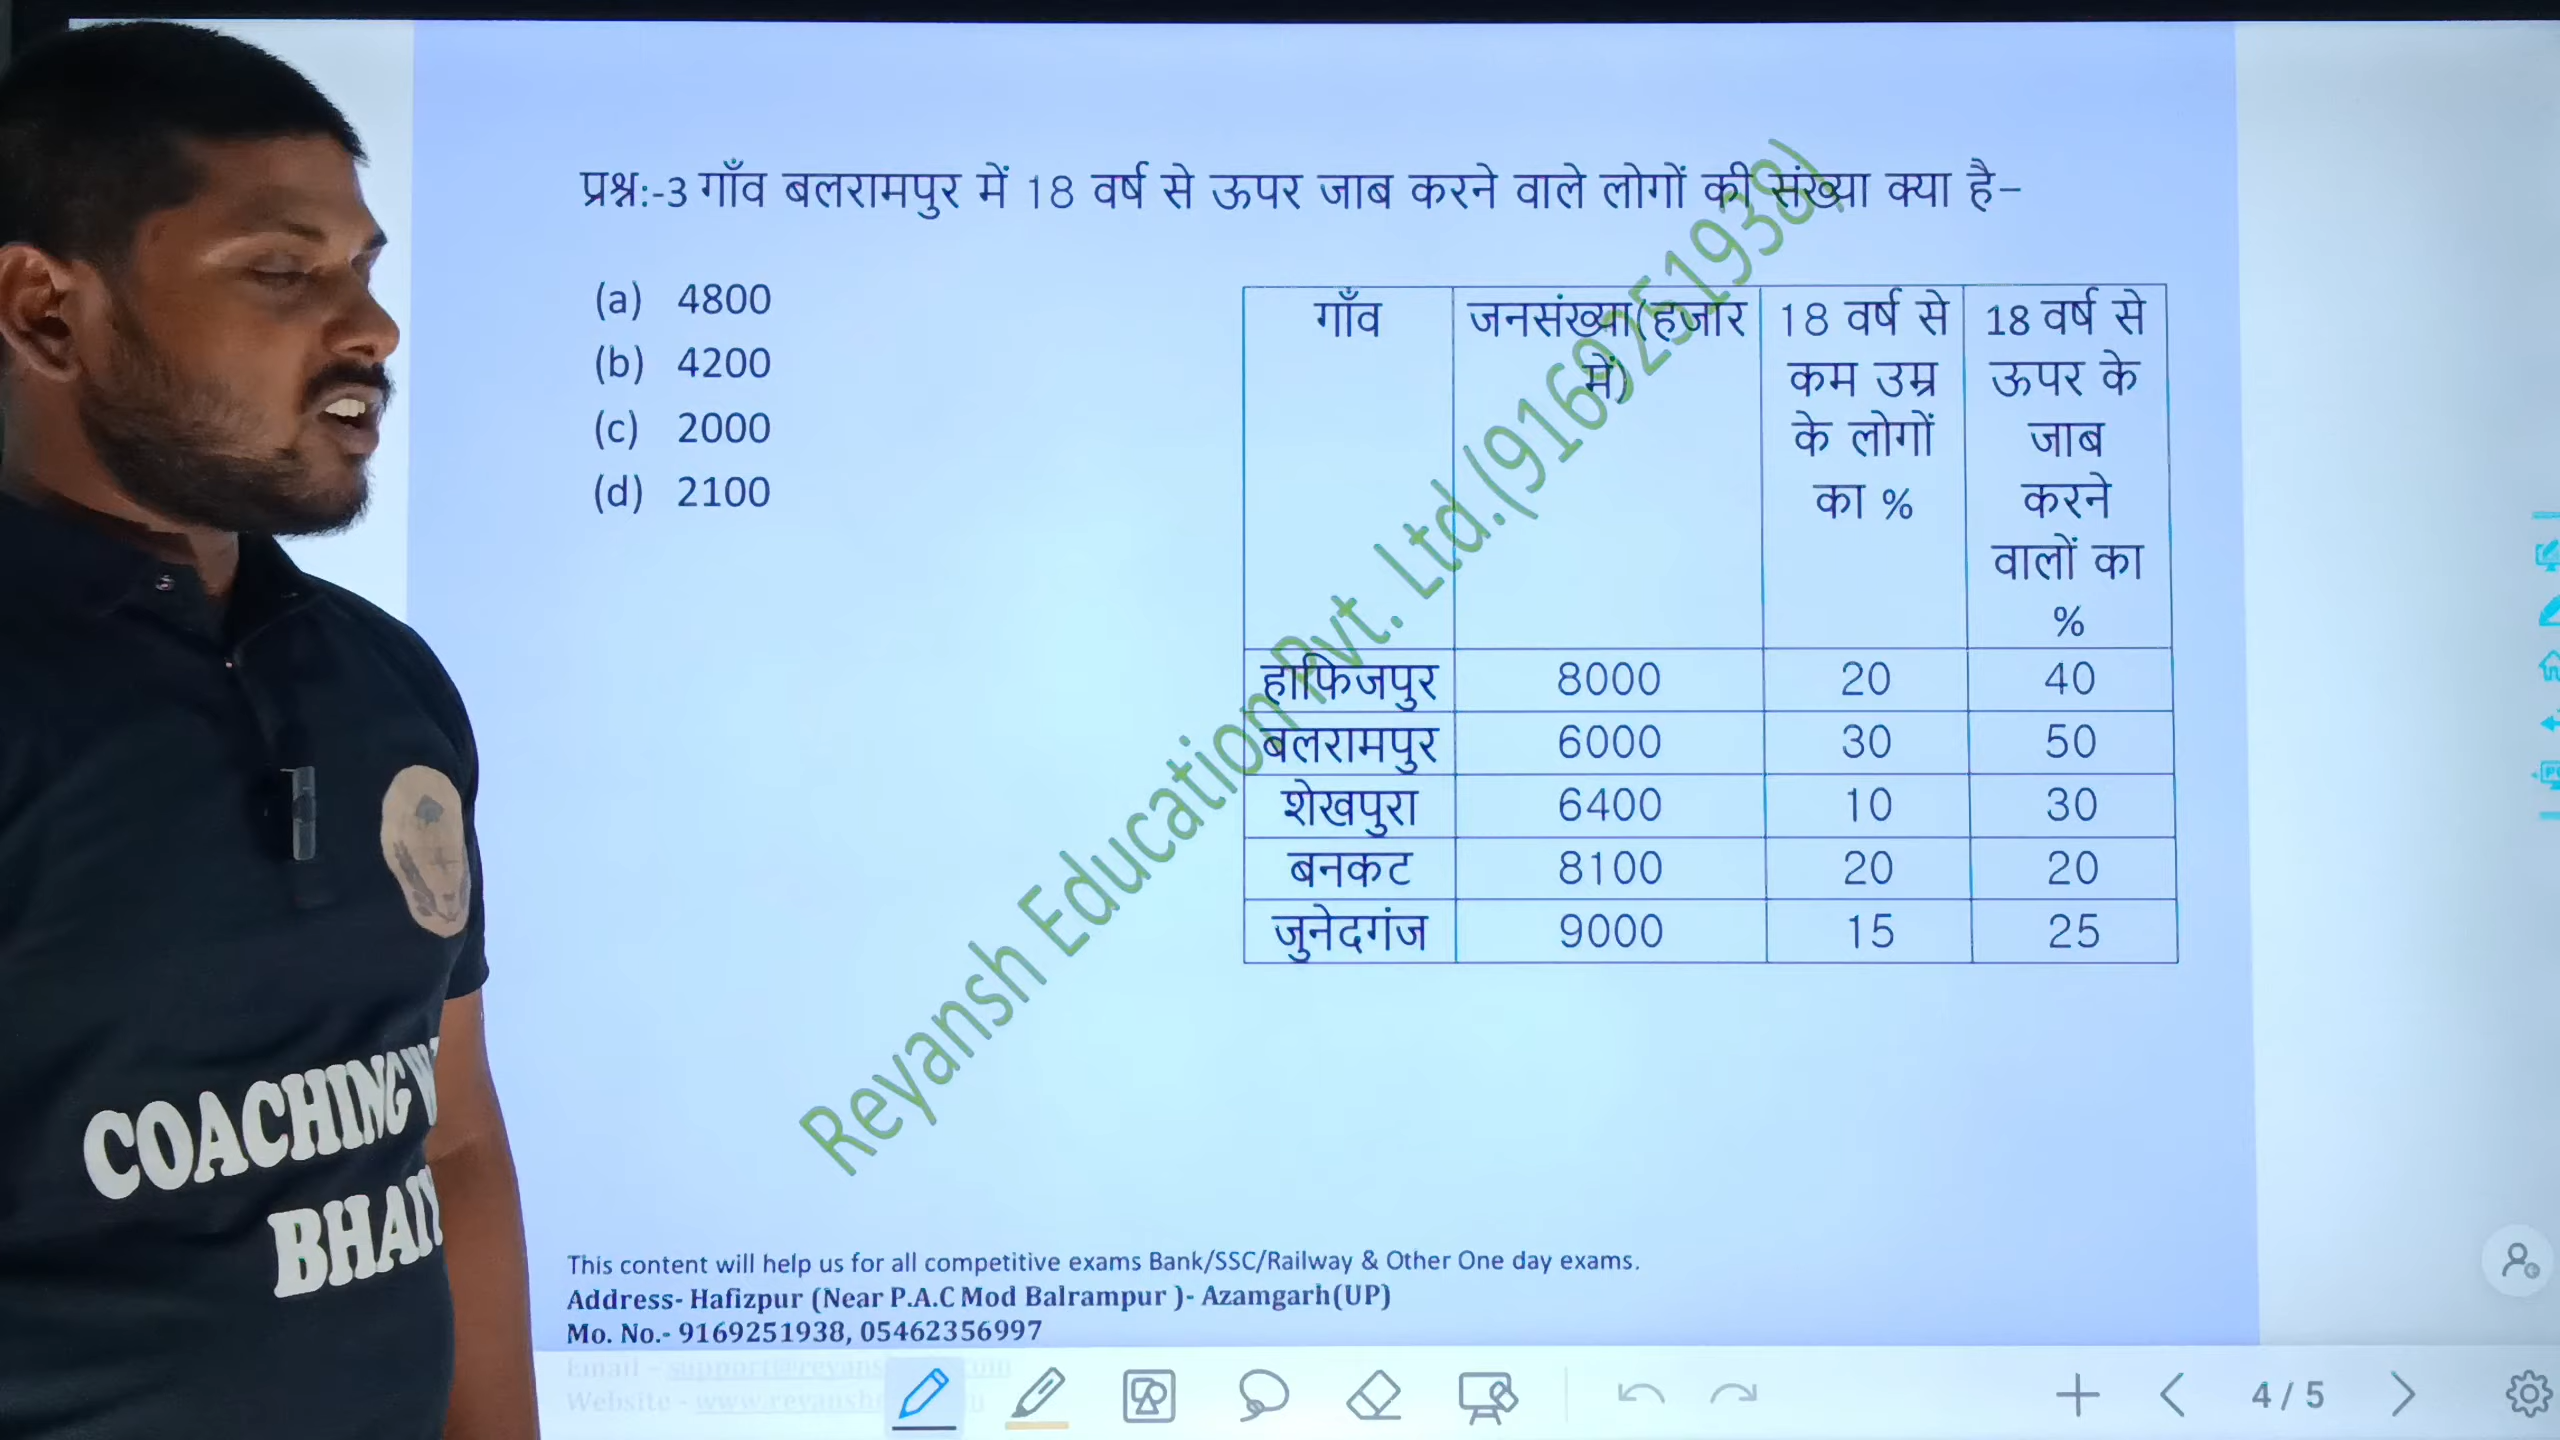 प्रश्न:-3 गाँव बलरामपुर में 18 वर्ष से ऊपर जाब करने वाले लोगों की संख्या क्या है–
(a) 4800
(b) 4200
(c) 2000
(d) 2100
गाँव जनसंख्या(हजार में) 18 वर्ष से कम उम्र के लोगों का % 18 वर्ष से ऊपर के जाब करने वालों का %
हाफिजपुर 8000 20 40
बलरामपुर 6000 30 50
शेखपुरा 6400 10 30
बनकट 8100 20 20
जुनेदगंज 9000 15 25
Reyansh Education Pvt. Ltd.(9169251938)
COACHING
This content will help us for all competitive exams Bank/SSC/Railway & Other One day exams.
Address- Hafizpur (Near P.A.C Mod Balrampur )- Azamgarh(UP)
Mo. No.- 9169251938, 05462356997
Email -
Website -
4 / 5